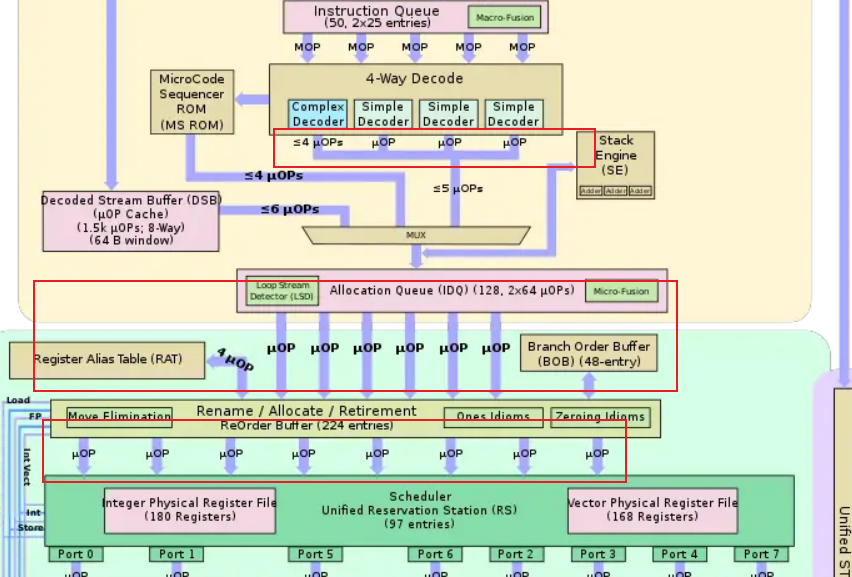 Instruction Queue
(50, 2x25 entries)
Macro-Fusion
MOP MOP MOP MOP MOP
4-Way Decode
MicroCode
Sequencer
ROM
(MS ROM)
Complex
Decoder
Simple
Decoder
Simple
Decoder
Simple
Decoder
≤4 μOPs μOP μOP μOP
Stack
Engine
(SE)
Adder Adder Adder
≤4 μOPs
≤5 μOPs
Decoded Stream Buffer (DSB)
(μOP Cache)
(1.5k μOPs; 8-Way)
(64 B window)
≤6 μOPs
MUX
Loop Stream
Detector (LSD)
Allocation Queue (IDQ) (128, 2x64 μOPs)
Micro-Fusion
Register Alias Table (RAT)
4 μOP
μOP μOP μOP μOP μOP μOP
Branch Order Buffer
(BOB) (48-entry)
Load
FP
Int Vect
Int
Store
Move Elimination
Rename / Allocate / Retirement
ReOrder Buffer (224 entries)
Ones Idioms
Zeroing Idioms
μOP μOP μOP μOP μOP μOP μOP μOP
Integer Physical Register File
(180 Registers)
Scheduler
Unified Reservation Station (RS)
(97 entries)
Vector Physical Register File
(168 Registers)
Port 0 Port 1 Port 5 Port 6 Port 2 Port 3 Port 4 Port 7
μOP μOP μOP μOP μOP μOP μOP μOP
Unified ST